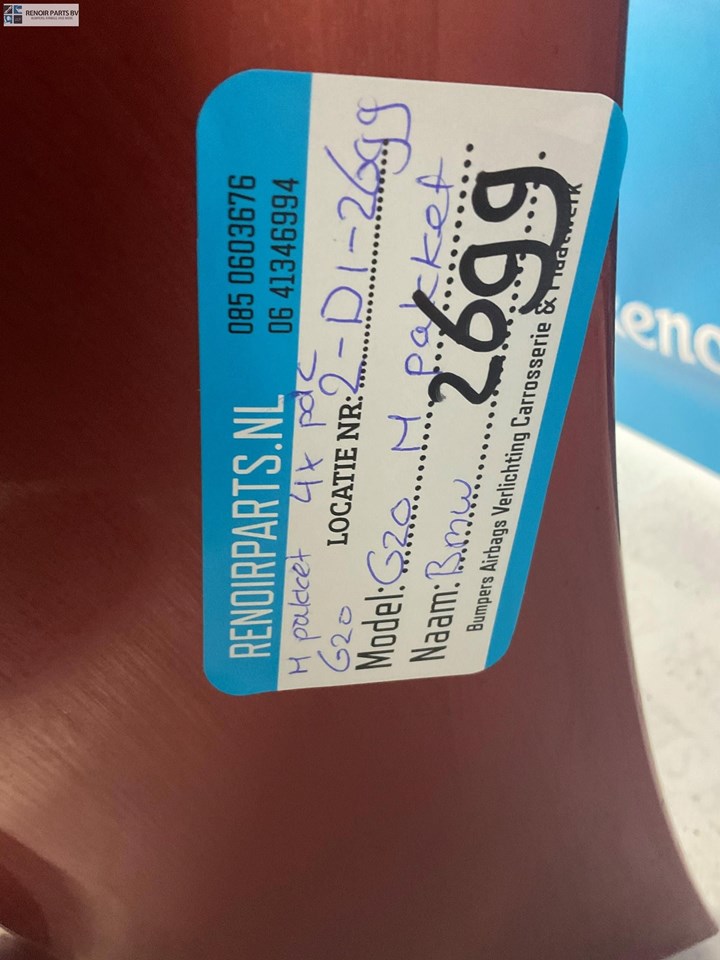 RENOIR PARTS BV
RENOIRPARTS.NL
085 0603676
06 41346994
M pakket 4x pdc
G20
LOCATIE NR: 2-D1-2699
Model: G20 M pakket
Naam: BMW
2699
Bumpers Airbags Verlichting Carrosserie & Plaatwerk
Reno